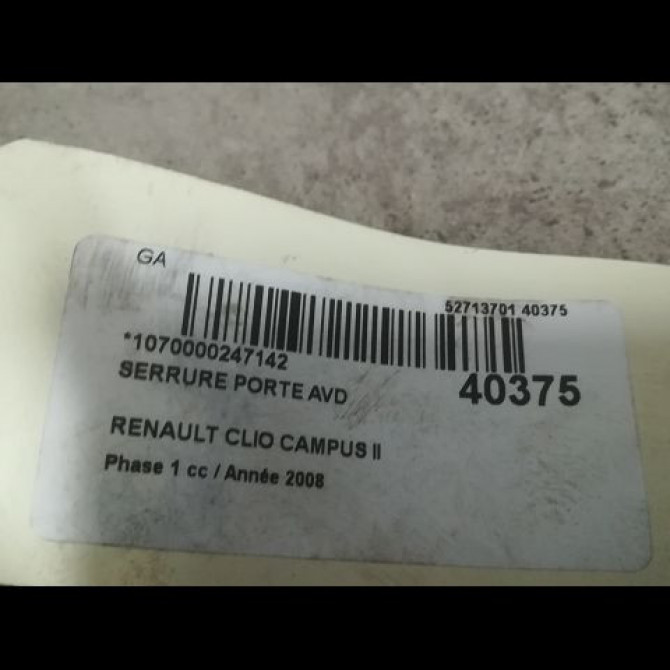 GA
52713701 40375
*1070000247142
SERRURE PORTE AVD
40375
RENAULT CLIO CAMPUS II
Phase 1 cc / Année 2008